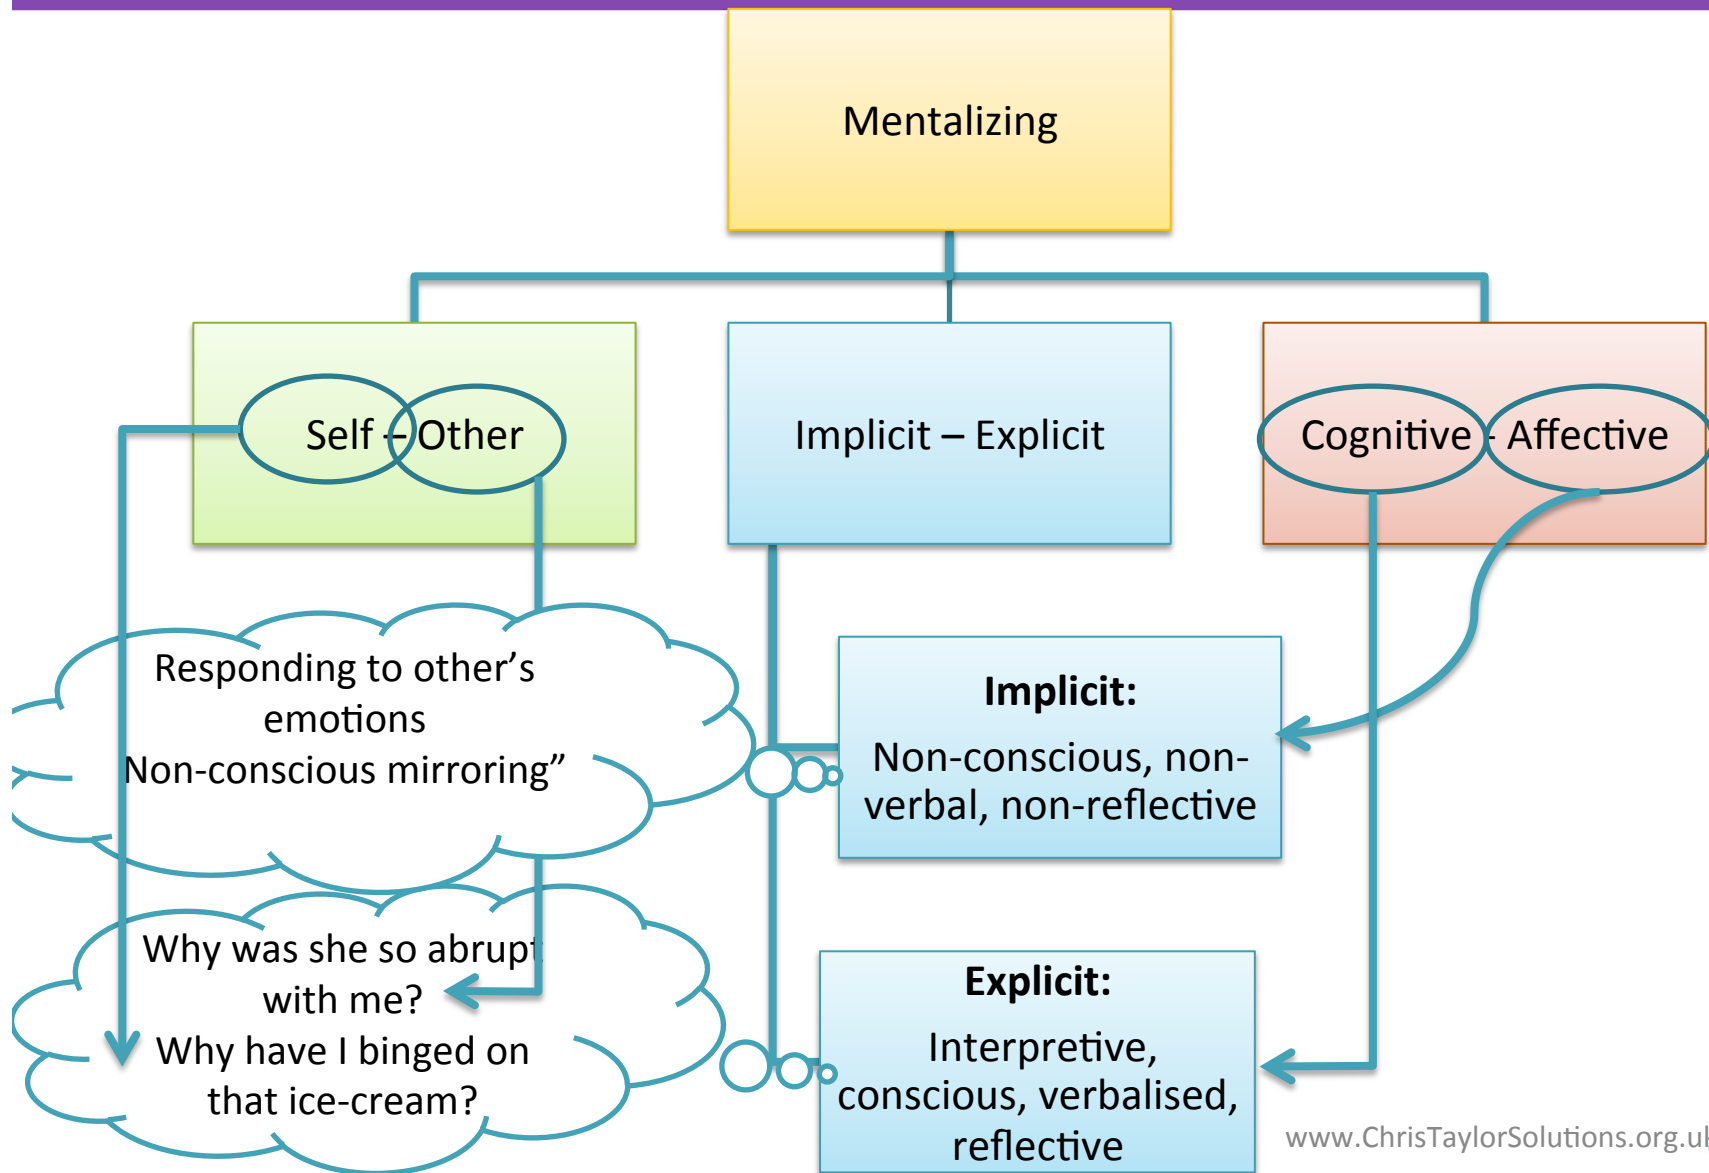 Mentalizing
Self – Other
Implicit – Explicit
Cognitive - Affective
Responding to other’s
emotions
Non-conscious mirroring”
Implicit:
Non-conscious, non-
verbal, non-reflective
Why was she so abrupt
with me?
Why have I binged on
that ice-cream?
Explicit:
Interpretive,
conscious, verbalised,
reflective
www.ChrisTaylorSolutions.org.uk